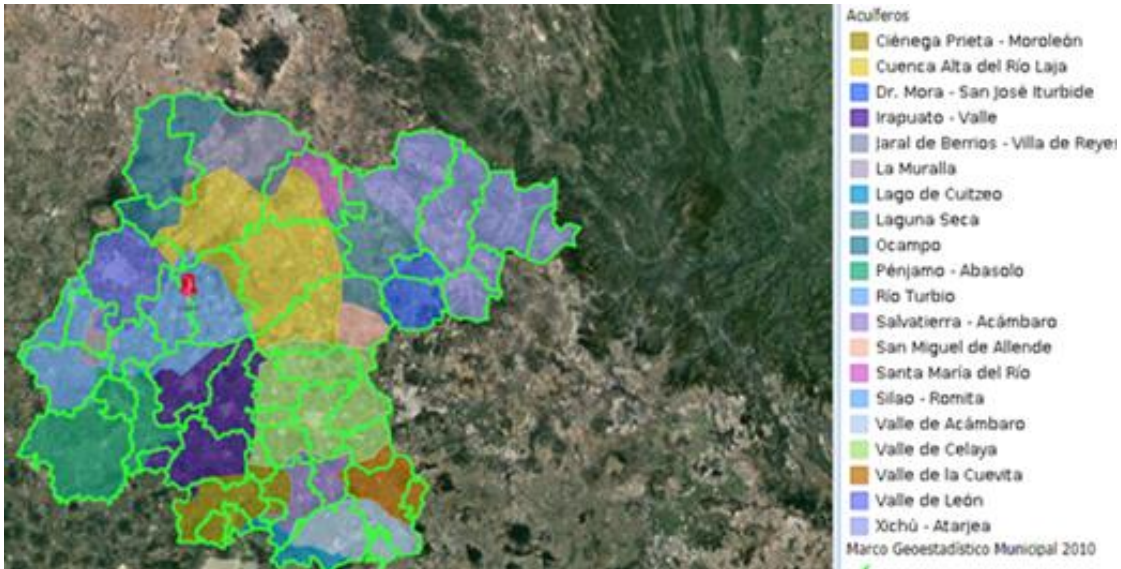 Acuíferos
Ciénega Prieta - Moroleón
Cuenca Alta del Río Laja
Dr. Mora - San José Iturbide
Irapuato - Valle
Jaral de Berrios - Villa de Reye
La Muralla
Lago de Cuitzeo
Laguna Seca
Ocampo
Pénjamo - Abasolo
Río Turbio
Salvatierra - Acámbaro
San Miguel de Allende
Santa María del Río
Silao - Romita
Valle de Acámbaro
Valle de Celaya
Valle de la Cuevita
Valle de León
Xichú - Atarjea
Marco Geoestadístico Municipal 2010